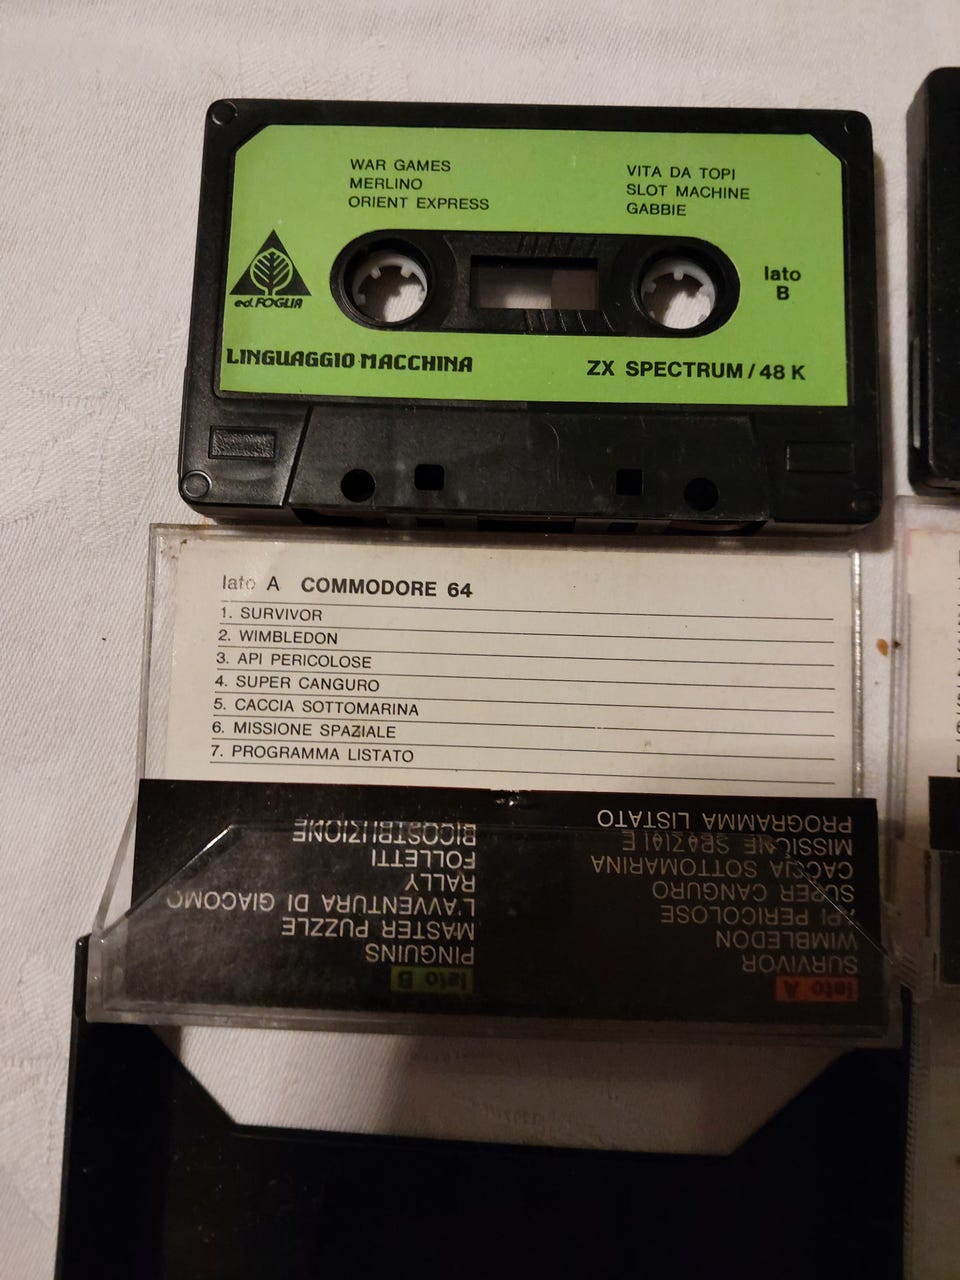 WAR GAMES
MERLINO
ORIENT EXPRESS
VITA DA TOPI
SLOT MACHINE
GABBIE
ed. FOGLIA
lato
B
LINGUAGGIO MACCHINA
ZX SPECTRUM / 48 K
lato A COMMODORE 64
1. SURVIVOR
2. WIMBLEDON
3. API PERICOLOSE
4. SUPER CANGURO
5. CACCIA SOTTOMARINA
6. MISSIONE SPAZIALE
7. PROGRAMMA LISTATO
lato A
SURVIVOR
WIMBLEDON
API PERICOLOSE
SUPER CANGURO
CACCIA SOTTOMARINA
MISSIONE SPAZIALE
PROGRAMMA LISTATO
lato B
PINGUINS
MASTER PUZZLE
L'AVVENTURA DI GIACOMO
RALLY
FOLLETTI
RICOSTRUZIONE